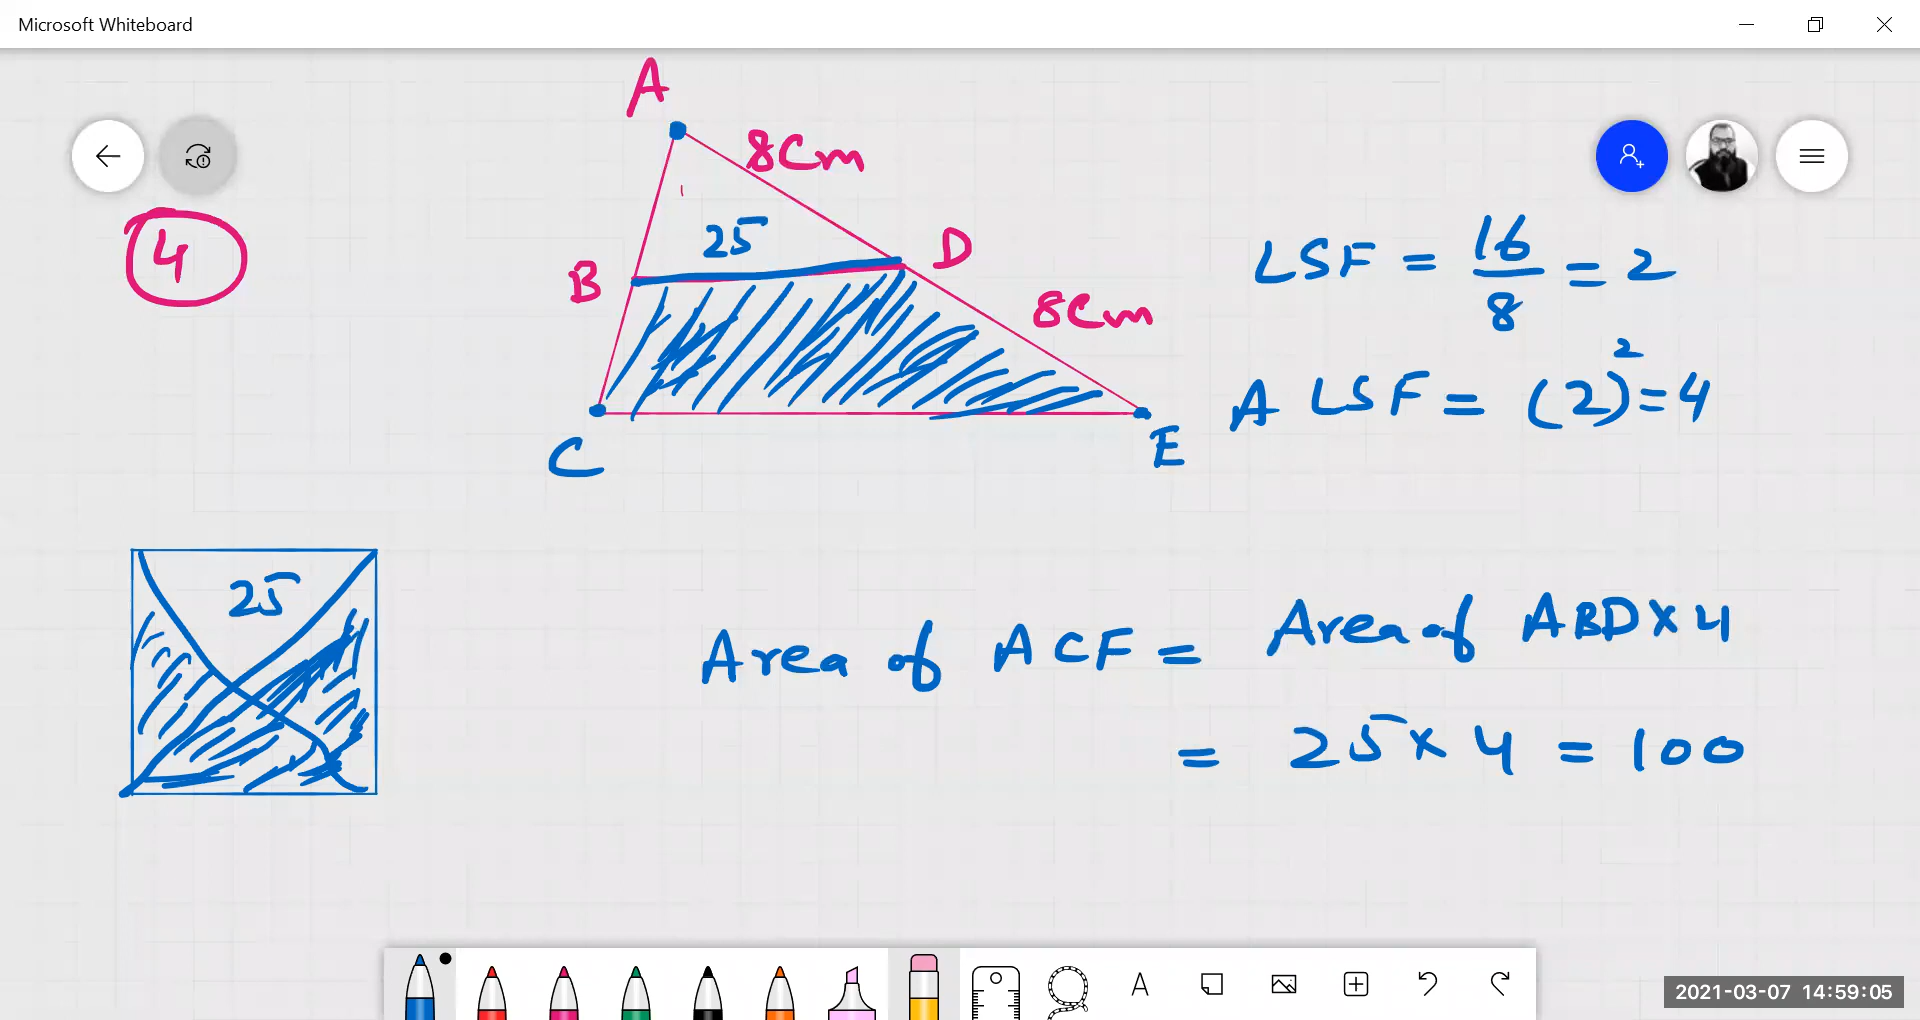 Microsoft Whiteboard
A
8cm
4
25
B
D
8cm
C
E
LSF = 16/8 = 2
A LSF = (2)² = 4
25
Area of ACF = Area of ABD × 4
= 25 × 4 = 100
A
2021-03-07 14:59:05